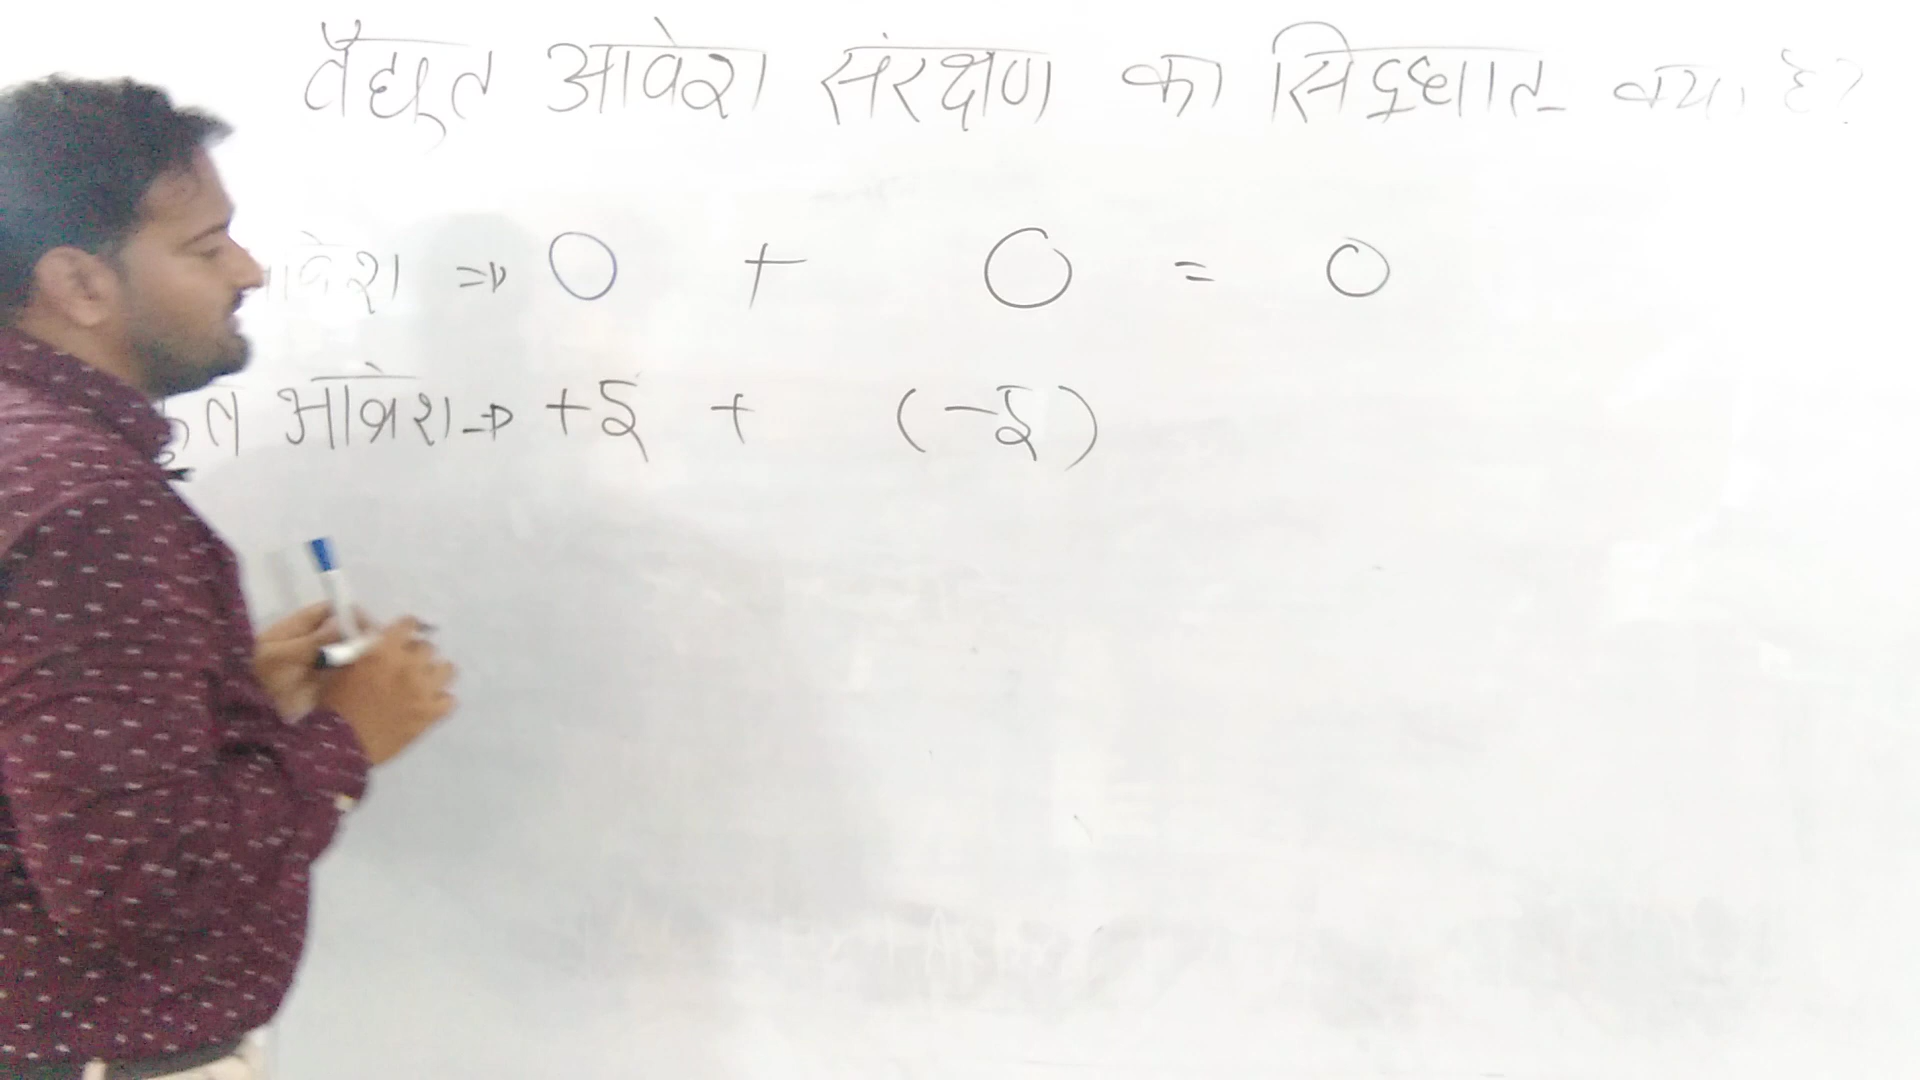 वैद्युत आवेश संरक्षण का सिद्धांत क्या है?
आवेश ⇒ 0 + 0 = 0
त आवेश → +ई + (-ई)